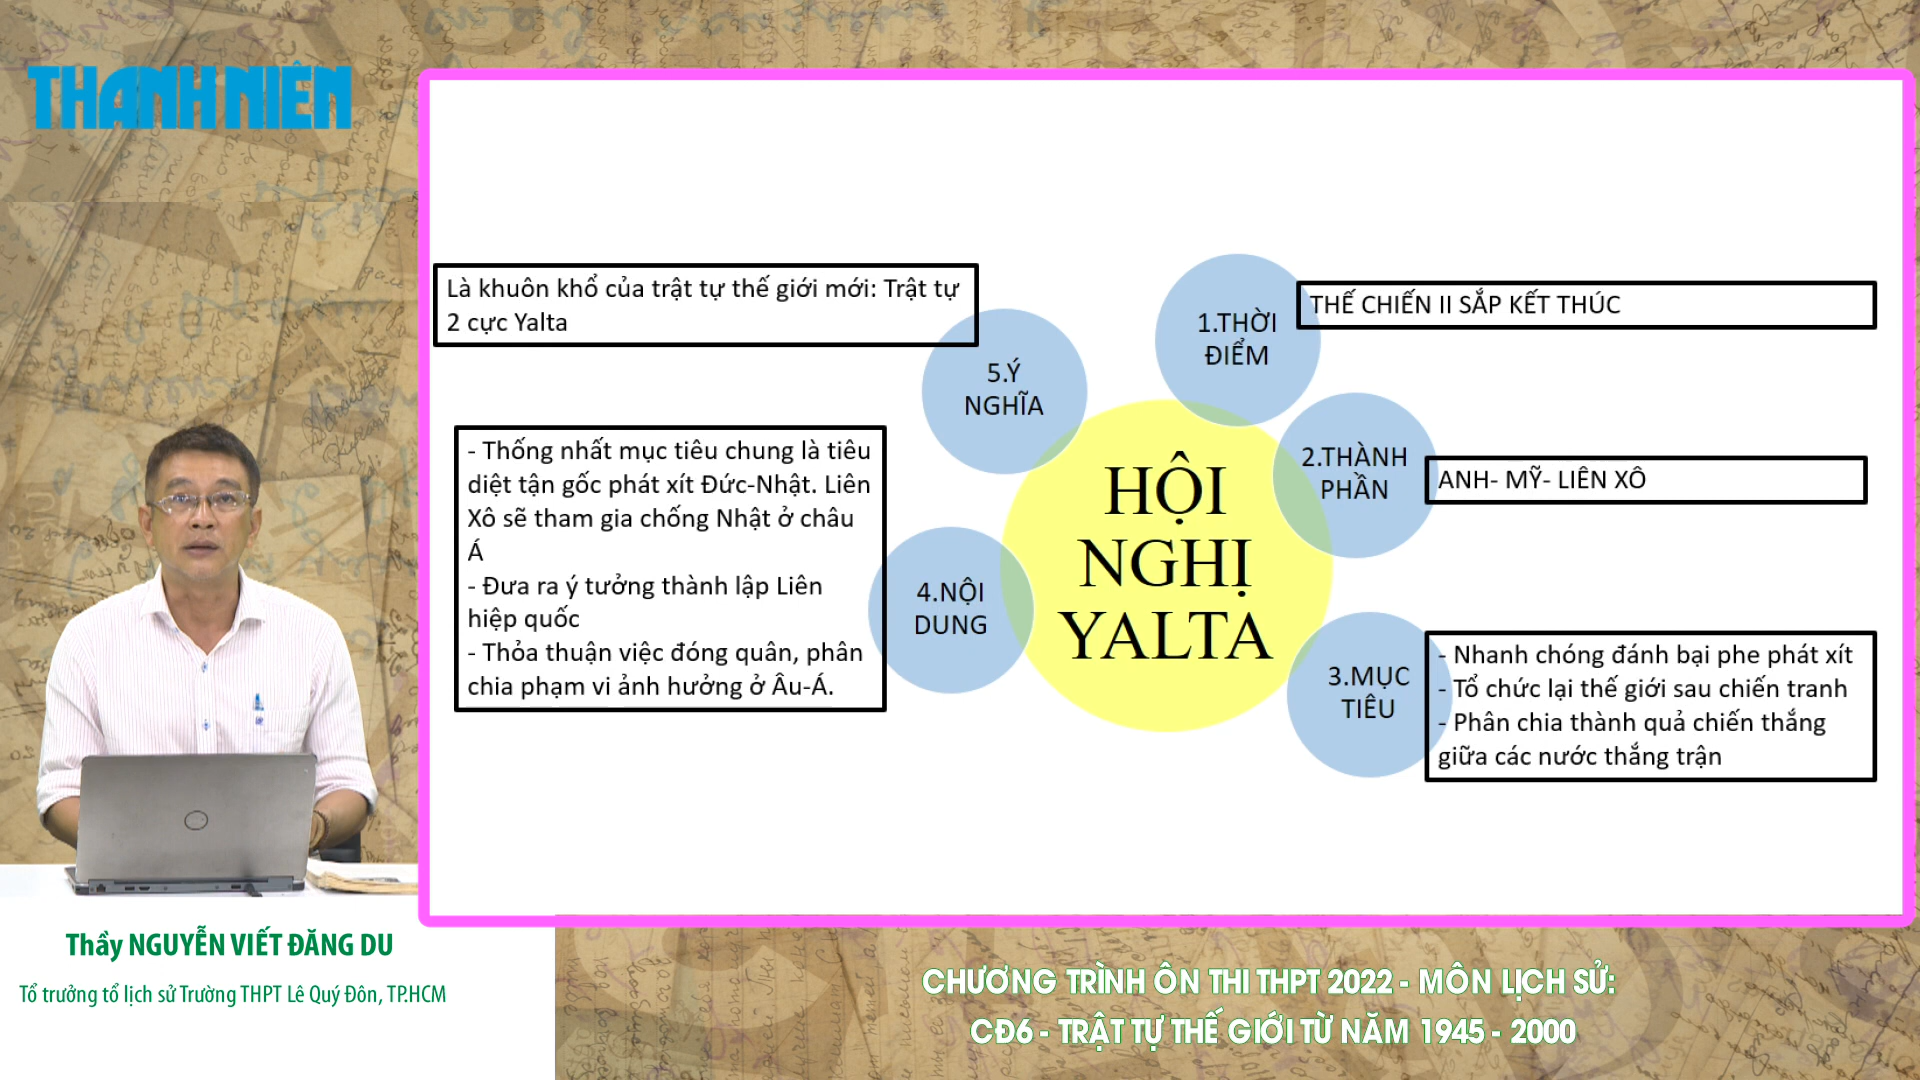 THANH NIÊN
Là khuôn khổ của trật tự thế giới mới: Trật tự
2 cực Yalta
5.Ý
NGHĨA
1.THỜI
ĐIỂM
THẾ CHIẾN II SẮP KẾT THÚC
2.THÀNH
PHẦN
ANH- MỸ- LIÊN XÔ
HỘI
NGHỊ
YALTA
- Thống nhất mục tiêu chung là tiêu
diệt tận gốc phát xít Đức-Nhật. Liên
Xô sẽ tham gia chống Nhật ở châu
Á
- Đưa ra ý tưởng thành lập Liên
hiệp quốc
- Thỏa thuận việc đóng quân, phân
chia phạm vi ảnh hưởng ở Âu-Á.
4.NỘI
DUNG
3.MỤC
TIÊU
- Nhanh chóng đánh bại phe phát xít
- Tổ chức lại thế giới sau chiến tranh
- Phân chia thành quả chiến thắng
giữa các nước thắng trận
Thầy NGUYỄN VIẾT ĐĂNG DU
Tổ trưởng tổ lịch sử Trường THPT Lê Quý Đôn, TP.HCM
CHƯƠNG TRÌNH ÔN THI THPT 2022 - MÔN LỊCH SỬ:
CĐ6 - TRẬT TỰ THẾ GIỚI TỪ NĂM 1945 - 2000